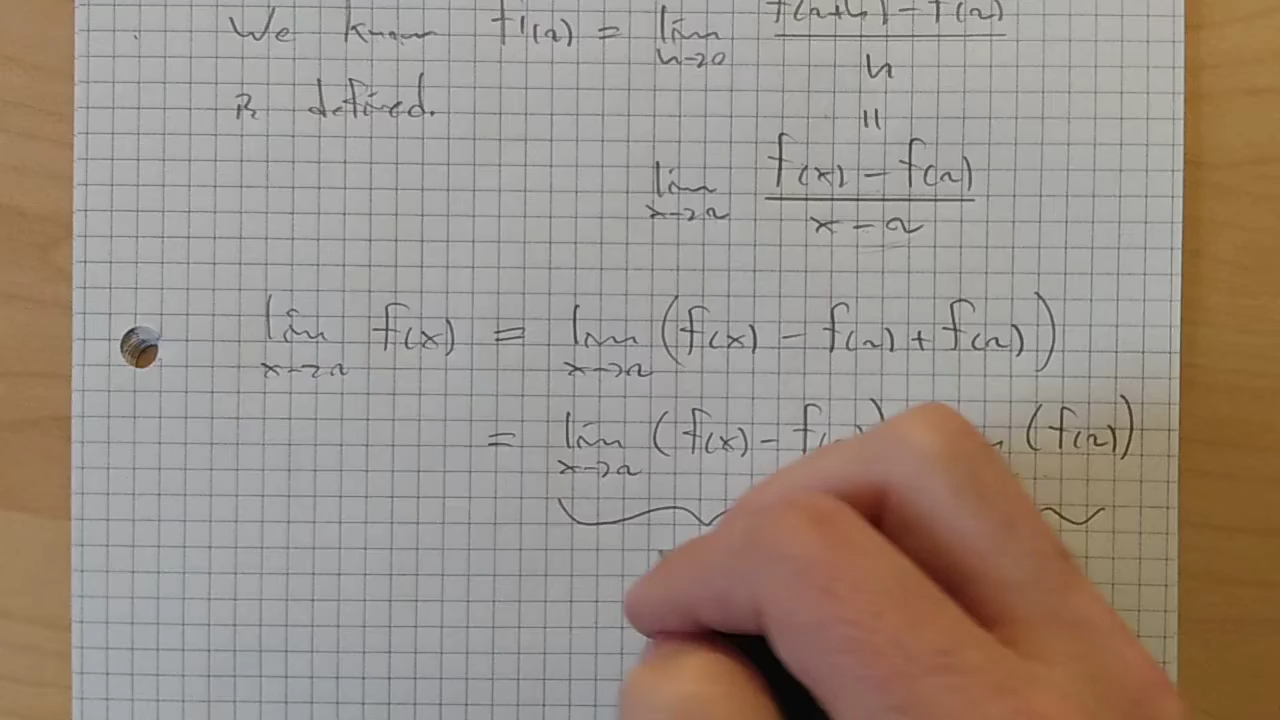 We know f'(a) = lim h→0 f(a+h) - f(a) / h
is defined.
=
lim x→a f(x) - f(a) / x - a
lim x→a f(x) = lim x→a (f(x) - f(a) + f(a))
= lim x→a (f(x) - f( ) (f(a))